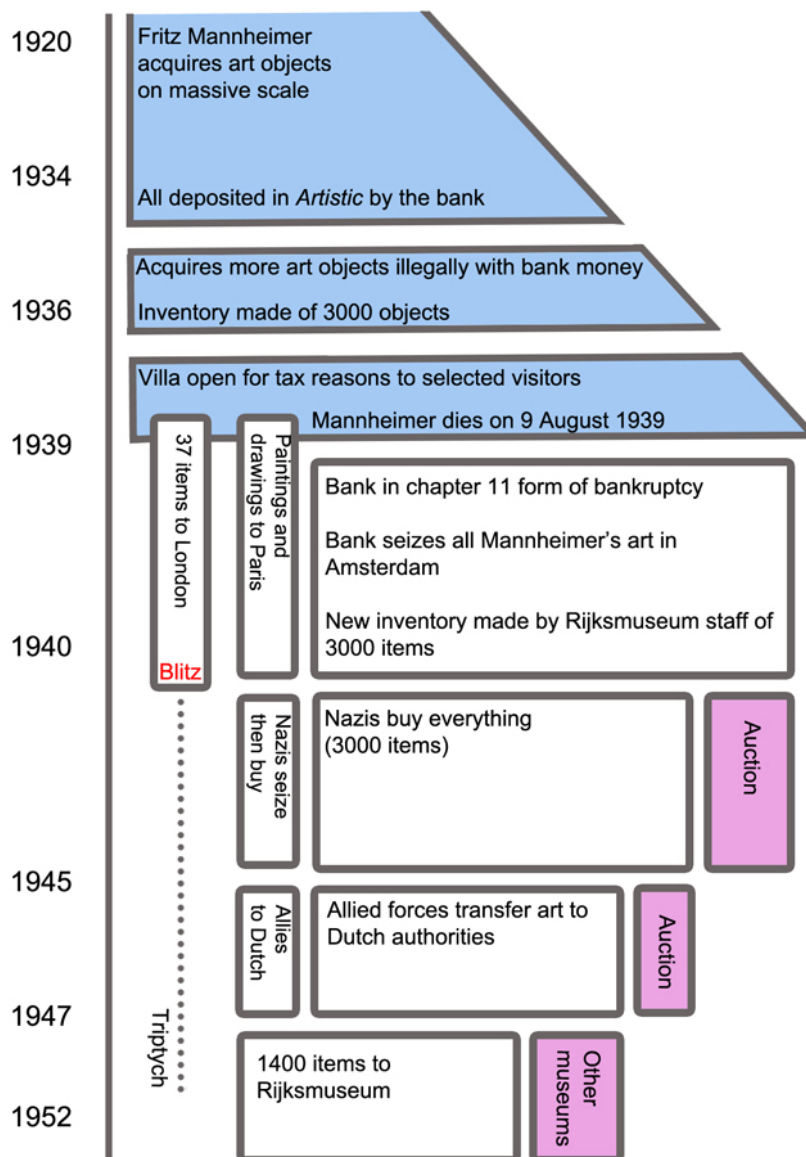 1920
Fritz Mannheimer
acquires art objects
on massive scale
1934
All deposited in Artistic by the bank
Acquires more art objects illegally with bank money
1936
Inventory made of 3000 objects
Villa open for tax reasons to selected visitors
Mannheimer dies on 9 August 1939
1939
37 items to London
Blitz
Paintings and
drawings to Paris
Bank in chapter 11 form of bankruptcy
Bank seizes all Mannheimer's art in
Amsterdam
New inventory made by Rijksmuseum staff of
3000 items
1940
Nazis seize
then buy
Nazis buy everything
(3000 items)
Auction
1945
Allies
to Dutch
Allied forces transfer art to
Dutch authorities
Auction
1947
Triptych
1400 items to
Rijksmuseum
Other
museums
1952